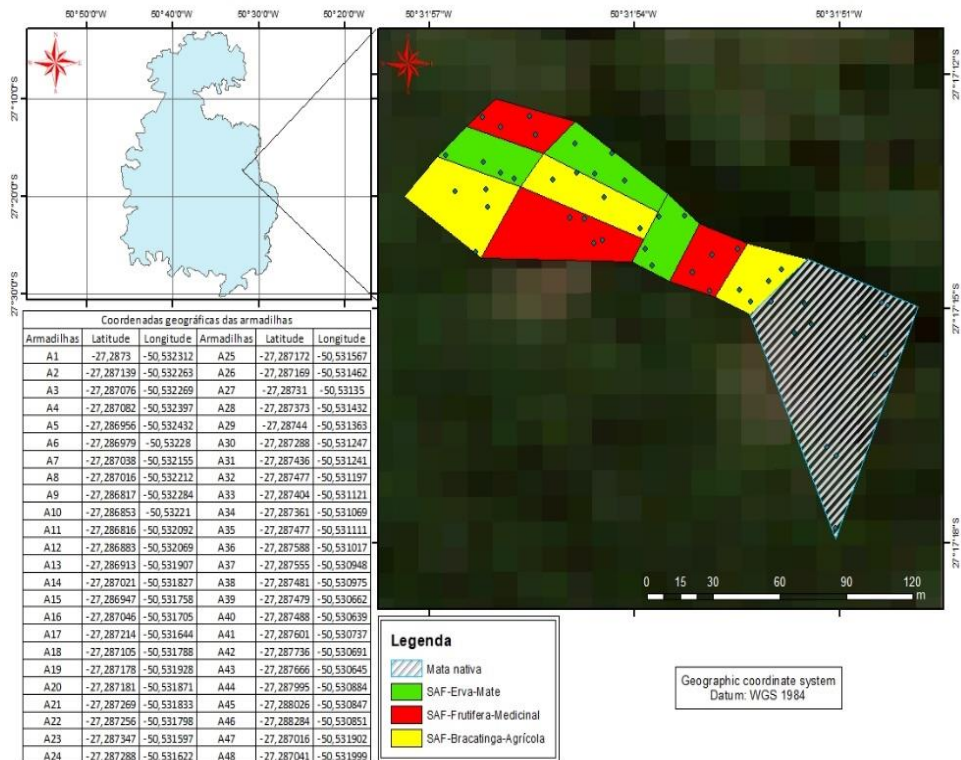 50°50'0"W 50°40'0"W 50°30'0"W 50°20'0"W
27°10'0"S
27°20'0"S
27°30'0"S
50°31'57"W 50°31'54"W 50°31'51"W
27°17'12"S
27°17'15"S
27°17'18"S
0 15 30 60 90 120
m
Coordenadas geográficas das armadilhas
Armadilhas Latitude Longitude Armadilhas Latitude Longitude
A1 -27,2873 -50,532312 A25 -27,287172 -50,531567
A2 -27,287139 -50,532263 A26 -27,287169 -50,531462
A3 -27,287076 -50,532269 A27 -27,28731 -50,53135
A4 -27,287082 -50,532397 A28 -27,287373 -50,531432
A5 -27,286956 -50,532432 A29 -27,28744 -50,531363
A6 -27,286979 -50,53228 A30 -27,287288 -50,531247
A7 -27,287038 -50,532155 A31 -27,287436 -50,531241
A8 -27,287016 -50,532212 A32 -27,287477 -50,531197
A9 -27,286817 -50,532284 A33 -27,287404 -50,531121
A10 -27,286853 -50,53221 A34 -27,287361 -50,531069
A11 -27,286816 -50,532092 A35 -27,287477 -50,531111
A12 -27,286883 -50,532069 A36 -27,287588 -50,531017
A13 -27,286913 -50,531907 A37 -27,287555 -50,530948
A14 -27,287021 -50,531827 A38 -27,287481 -50,530975
A15 -27,286947 -50,531758 A39 -27,287479 -50,530662
A16 -27,287046 -50,531705 A40 -27,287488 -50,530639
A17 -27,287214 -50,531644 A41 -27,287601 -50,530737
A18 -27,287105 -50,531788 A42 -27,287736 -50,530691
A19 -27,287178 -50,531928 A43 -27,287666 -50,530645
A20 -27,287181 -50,531871 A44 -27,287995 -50,530884
A21 -27,287269 -50,531833 A45 -27,288026 -50,530847
A22 -27,287256 -50,531798 A46 -27,288284 -50,530851
A23 -27,287347 -50,531597 A47 -27,287016 -50,531902
A24 -27,287288 -50,531622 A48 -27,287041 -50,531999
Legenda
Mata nativa
SAF-Erva-Mate
SAF-Frutifera-Medicinal
SAF-Bracatinga-Agrícola
Geographic coordinate system
Datum: WGS 1984